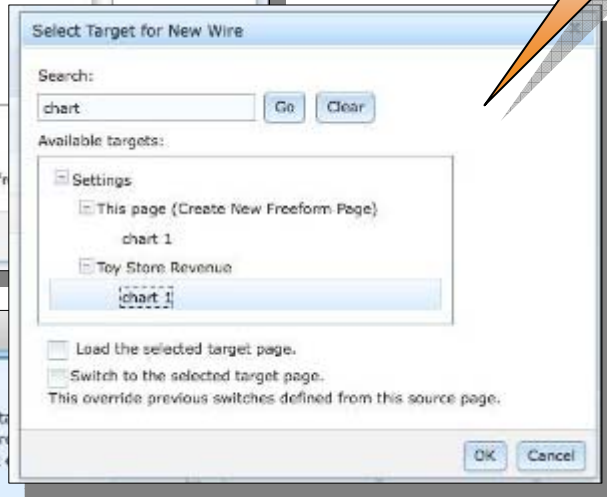 Select Target for New Wire
x
Search:
chart
Go Clear
Available targets:
Settings
This page (Create New Freeform Page)
chart 1
Toy Store Revenue
chart 1
Load the selected target page.
Switch to the selected target page.
This override previous switches defined from this source page.
OK Cancel